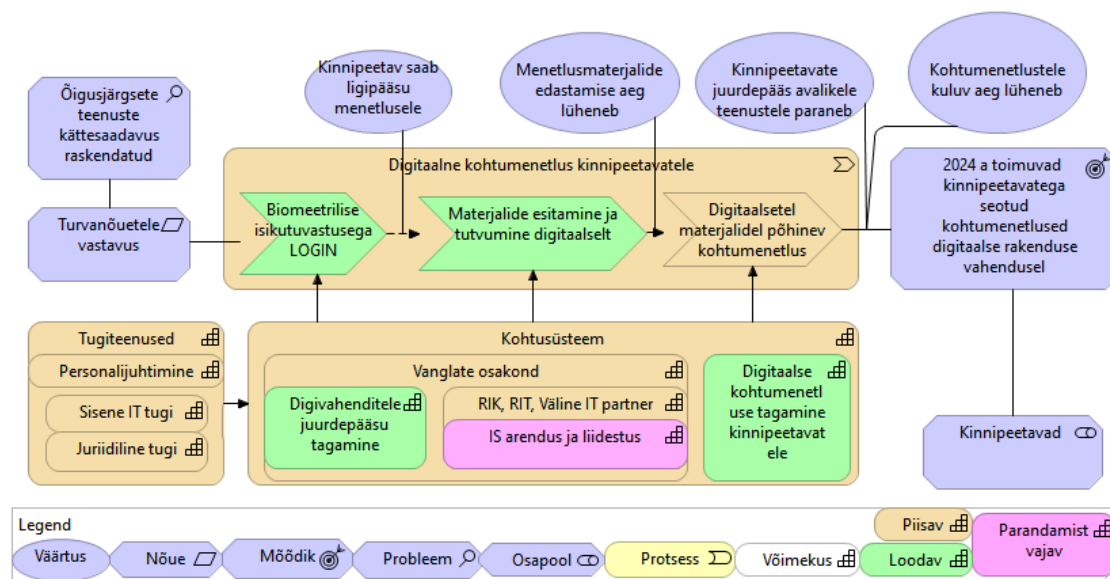 Õigusjärgsete
teenuste
kättesaadavus
raskendatud
Kinnipeetav saab
ligipääsu
menetlusele
Menetlusmaterjalide
edastamise aeg
lüheneb
Kinnipeetavate
juurdepääs avalikele
teenustele paraneb
Kohtumenetlustele
kuluv aeg lüheneb
Turvanõuetele
vastavus
Digitaalne kohtumenetlus kinnipeetavatele
Biomeetrilise
isikutuvastusega
LOGIN
Materjalide esitamine ja
tutvumine digitaalselt
Digitaalsetel
materjalidel põhinev
kohtumenetlus
2024 a toimuvad
kinnipeetavatega
seotud
kohtumenetlused
digitaalse rakenduse
vahendusel
Tugiteenused
Personalijuhtimine
Sisene IT tugi
Juriidiline tugi
Kohtusüsteem
Vanglate osakond
Digivahenditele
juurdepääsu
tagamine
RIK, RIT, Väline IT partner
IS arendus ja liidestus
Digitaalse
kohtumenetl
use tagamine
kinnipeetavat
ele
Kinnipeetavad
Legend
Väärtus
Nõue
Mõõdik
Probleem
Osapool
Protsess
Võimekus
Piisav
Loodav
Parandamist
vajav